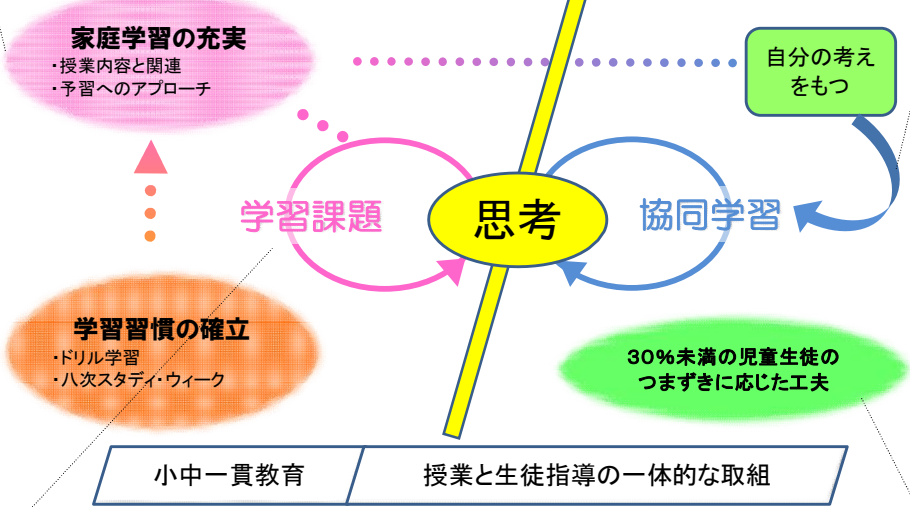 家庭学習の充実
・授業内容と関連
・予習へのアプローチ
自分の考え
をもつ
学習課題
思考
協同学習
学習習慣の確立
・ドリル学習
・八次スタディ・ウィーク
30%未満の児童生徒の
つまずきに応じた工夫
小中一貫教育
授業と生徒指導の一体的な取組